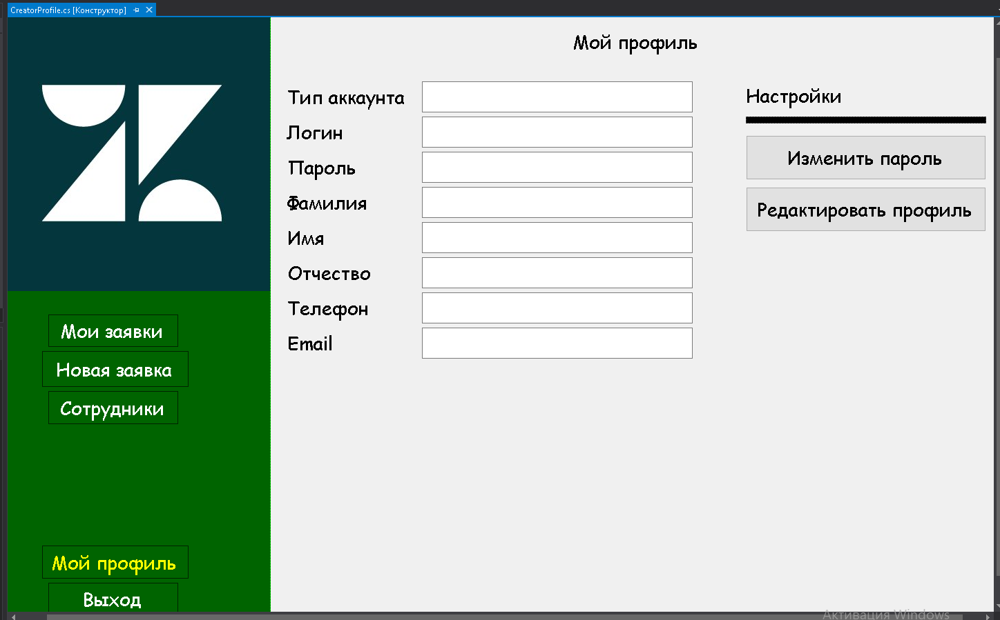 CreatorProfile.cs [Конструктор]
Мой профиль
Тип аккаунта
Логин
Пароль
Фамилия
Имя
Отчество
Телефон
Email
Настройки
Изменить пароль
Редактировать профиль
Мои заявки
Новая заявка
Сотрудники
Мой профиль
Выход
Активация Windows